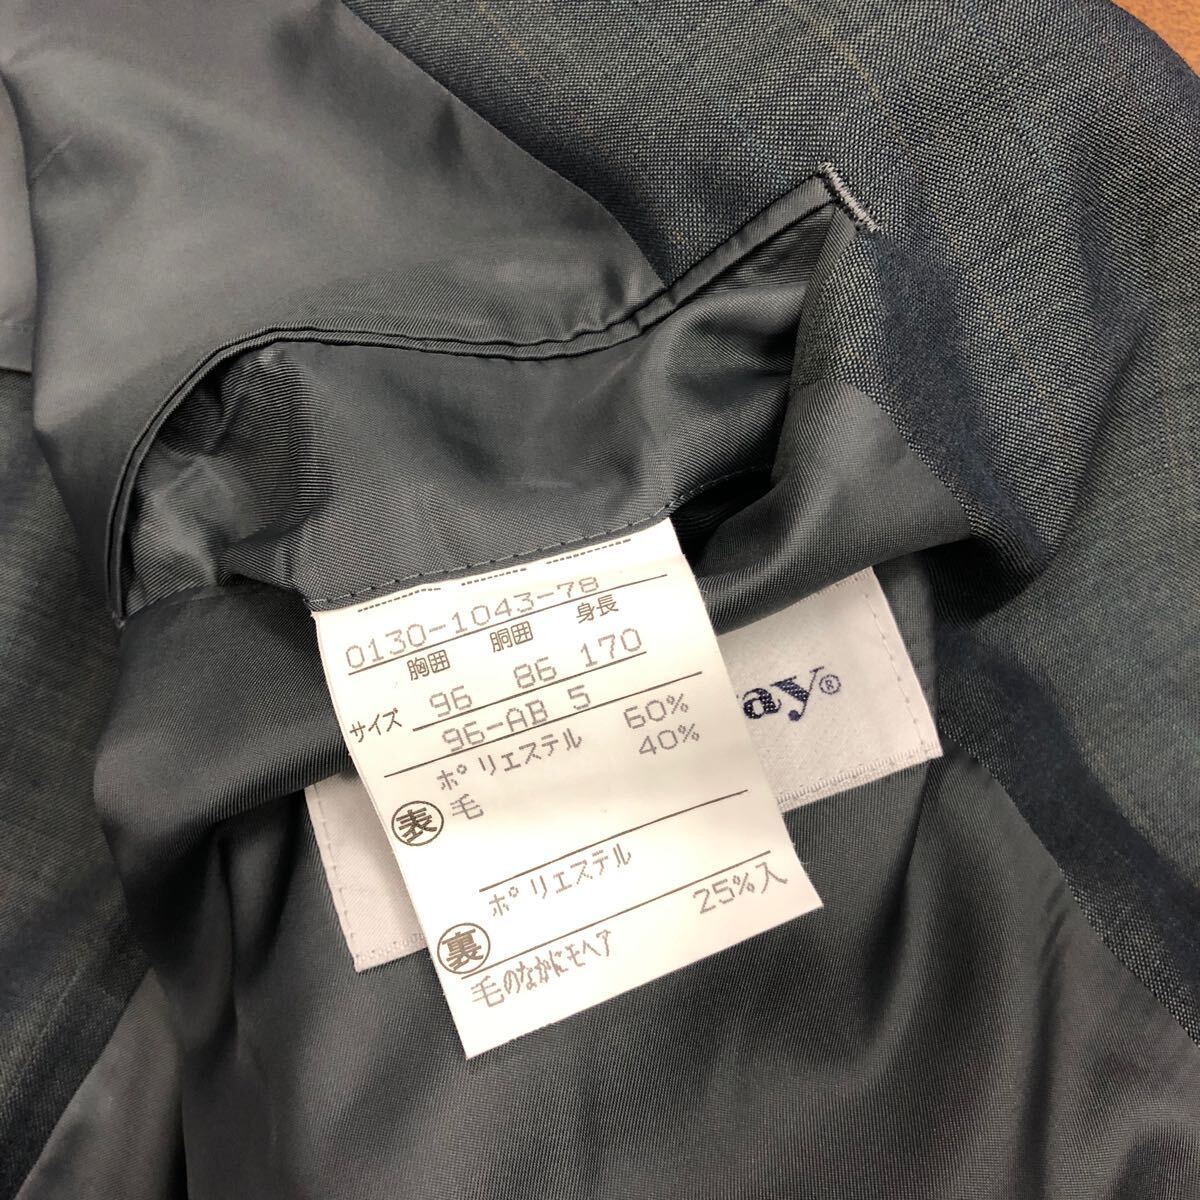 0130-1043-78
胸囲 胴囲 身長
96 86 170
サイズ 96-AB 5
表 ポリエステル 60%
毛 40%
裏 ポリエステル
毛のなかにモヘア 25%入
ay®